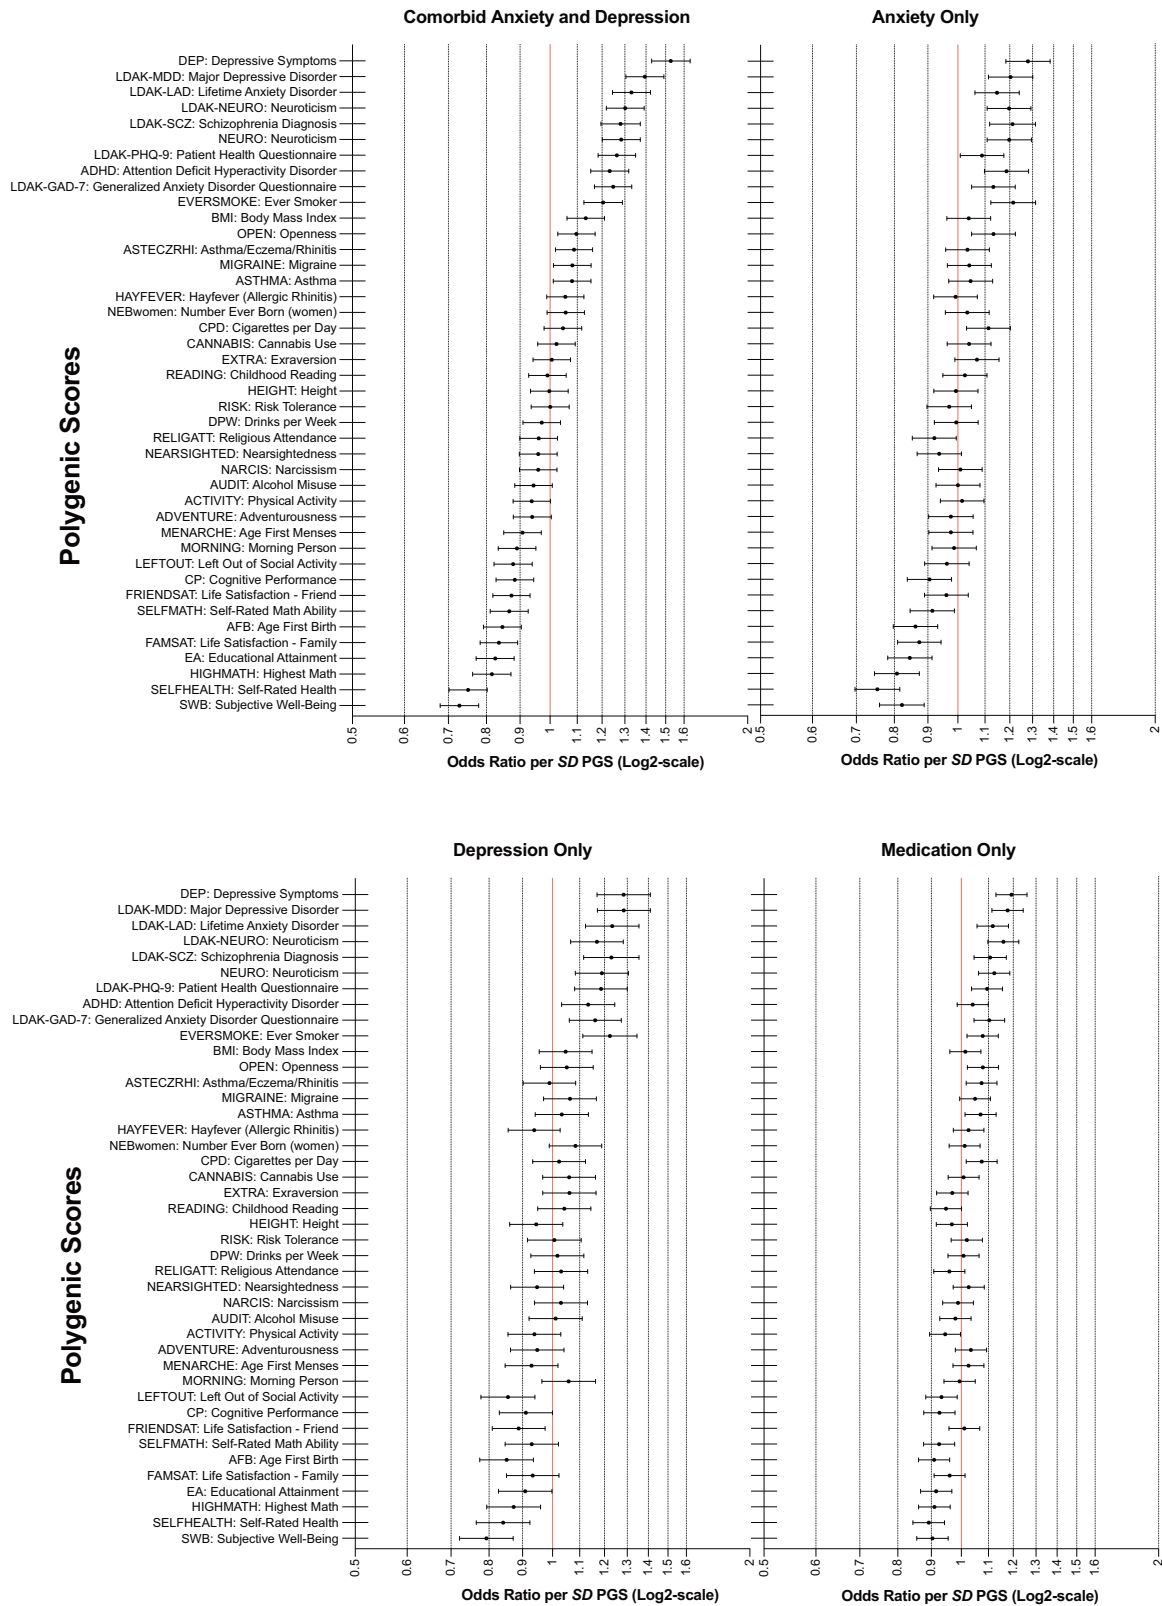 Comorbid Anxiety and Depression
Anxiety Only
Polygenic Scores
DEP: Depressive Symptoms
LDAK-MDD: Major Depressive Disorder
LDAK-LAD: Lifetime Anxiety Disorder
LDAK-NEURO: Neuroticism
LDAK-SCZ: Schizophrenia Diagnosis
NEURO: Neuroticism
LDAK-PHQ-9: Patient Health Questionnaire
ADHD: Attention Deficit Hyperactivity Disorder
LDAK-GAD-7: Generalized Anxiety Disorder Questionnaire
EVERSMOKE: Ever Smoker
BMI: Body Mass Index
OPEN: Openness
ASTECZRHI: Asthma/Eczema/Rhinitis
MIGRAINE: Migraine
ASTHMA: Asthma
HAYFEVER: Hayfever (Allergic Rhinitis)
NEBwomen: Number Ever Born (women)
CPD: Cigarettes per Day
CANNABIS: Cannabis Use
EXTRA: Exraversion
READING: Childhood Reading
HEIGHT: Height
RISK: Risk Tolerance
DPW: Drinks per Week
RELIGATT: Religious Attendance
NEARSIGHTED: Nearsightedness
NARCIS: Narcissism
AUDIT: Alcohol Misuse
ACTIVITY: Physical Activity
ADVENTURE: Adventurousness
MENARCHE: Age First Menses
MORNING: Morning Person
LEFTOUT: Left Out of Social Activity
CP: Cognitive Performance
FRIENDSAT: Life Satisfaction - Friend
SELFMATH: Self-Rated Math Ability
AFB: Age First Birth
FAMSAT: Life Satisfaction - Family
EA: Educational Attainment
HIGHMATH: Highest Math
SELFHEALTH: Self-Rated Health
SWB: Subjective Well-Being
0.5 0.6 0.7 0.8 0.9 1 1.1 1.2 1.3 1.4 1.5 1.6 2
0.5 0.6 0.7 0.8 0.9 1 1.1 1.2 1.3 1.4 1.5 1.6 2
Odds Ratio per SD PGS (Log2-scale)
Odds Ratio per SD PGS (Log2-scale)
Depression Only
Medication Only
Polygenic Scores
DEP: Depressive Symptoms
LDAK-MDD: Major Depressive Disorder
LDAK-LAD: Lifetime Anxiety Disorder
LDAK-NEURO: Neuroticism
LDAK-SCZ: Schizophrenia Diagnosis
NEURO: Neuroticism
LDAK-PHQ-9: Patient Health Questionnaire
ADHD: Attention Deficit Hyperactivity Disorder
LDAK-GAD-7: Generalized Anxiety Disorder Questionnaire
EVERSMOKE: Ever Smoker
BMI: Body Mass Index
OPEN: Openness
ASTECZRHI: Asthma/Eczema/Rhinitis
MIGRAINE: Migraine
ASTHMA: Asthma
HAYFEVER: Hayfever (Allergic Rhinitis)
NEBwomen: Number Ever Born (women)
CPD: Cigarettes per Day
CANNABIS: Cannabis Use
EXTRA: Exraversion
READING: Childhood Reading
HEIGHT: Height
RISK: Risk Tolerance
DPW: Drinks per Week
RELIGATT: Religious Attendance
NEARSIGHTED: Nearsightedness
NARCIS: Narcissism
AUDIT: Alcohol Misuse
ACTIVITY: Physical Activity
ADVENTURE: Adventurousness
MENARCHE: Age First Menses
MORNING: Morning Person
LEFTOUT: Left Out of Social Activity
CP: Cognitive Performance
FRIENDSAT: Life Satisfaction - Friend
SELFMATH: Self-Rated Math Ability
AFB: Age First Birth
FAMSAT: Life Satisfaction - Family
EA: Educational Attainment
HIGHMATH: Highest Math
SELFHEALTH: Self-Rated Health
SWB: Subjective Well-Being
0.5 0.6 0.7 0.8 0.9 1 1.1 1.2 1.3 1.4 1.5 1.6 2
0.5 0.6 0.7 0.8 0.9 1 1.1 1.2 1.3 1.4 1.5 1.6 2
Odds Ratio per SD PGS (Log2-scale)
Odds Ratio per SD PGS (Log2-scale)